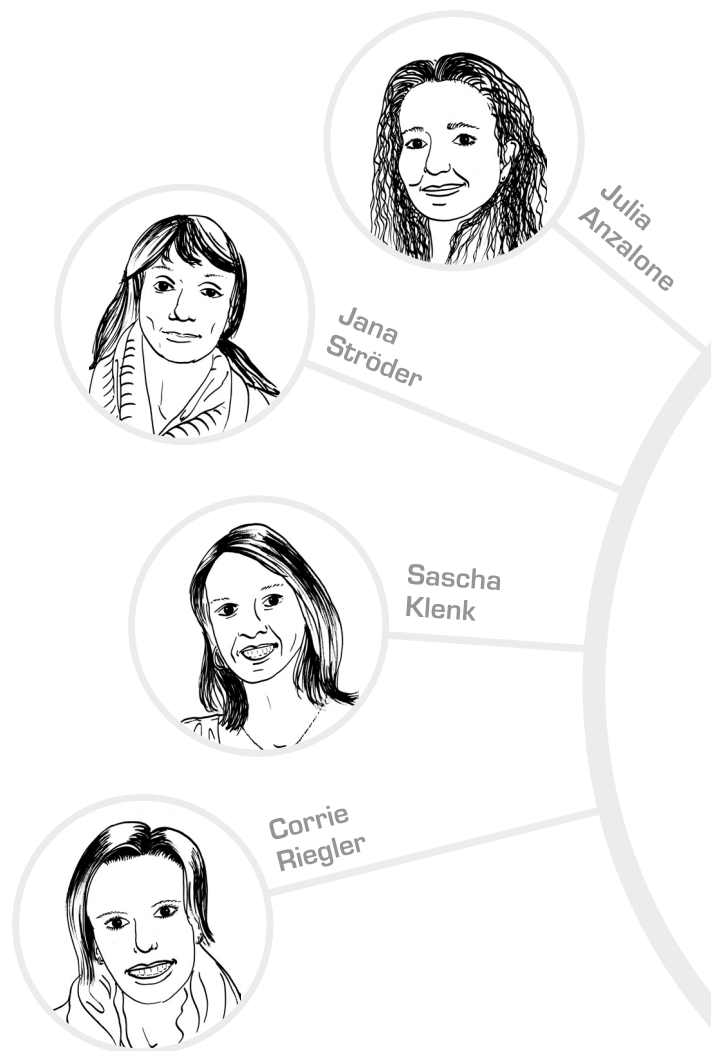 Julia
Anzalone
Jana
Ströder
Sascha
Klenk
Corrie
Riegler